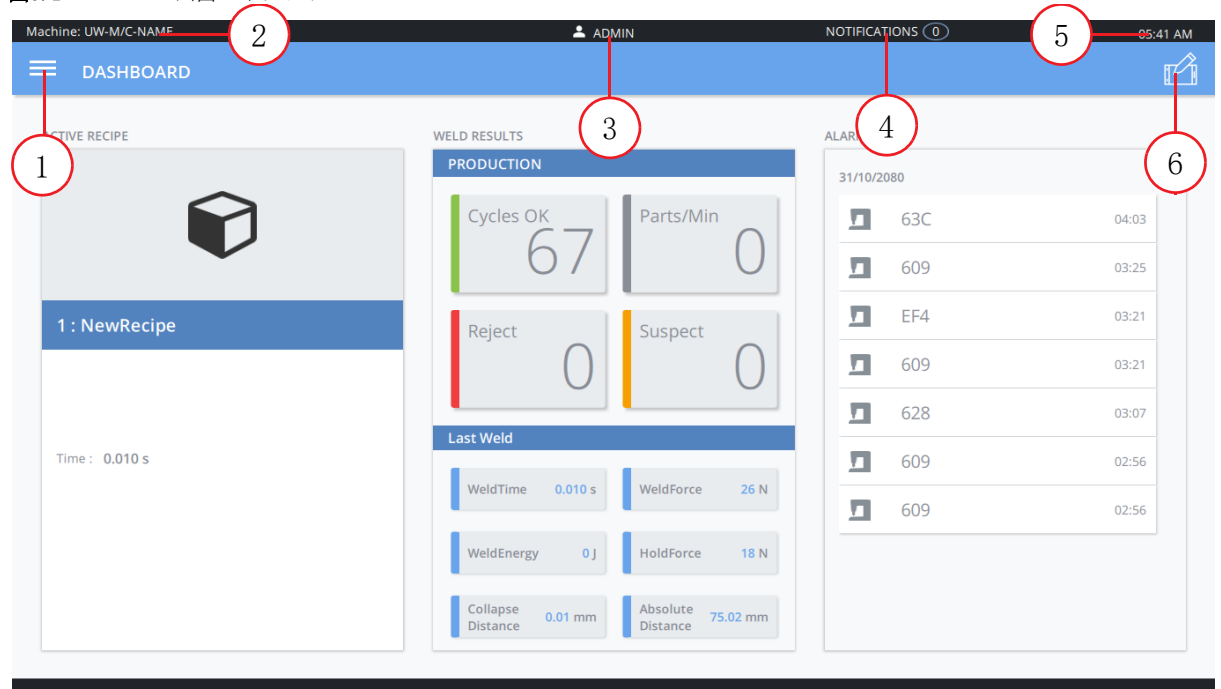 Machine: UW-M/C-NAME
2
ADMIN
NOTIFICATIONS 0
5
05:41 AM
DASHBOARD
1
3
4
6
ACTIVE RECIPE
1 : NewRecipe
Time : 0.010 s
WELD RESULTS
PRODUCTION
Cycles OK
67
Parts/Min
0
Reject
0
Suspect
0
Last Weld
WeldTime 0.010 s
WeldForce 26 N
WeldEnergy 0 J
HoldForce 18 N
Collapse
Distance
0.01 mm
Absolute
Distance
75.02 mm
31/10/2080
63C 04:03
609 03:25
EF4 03:21
609 03:21
628 03:07
609 02:56
609 02:56